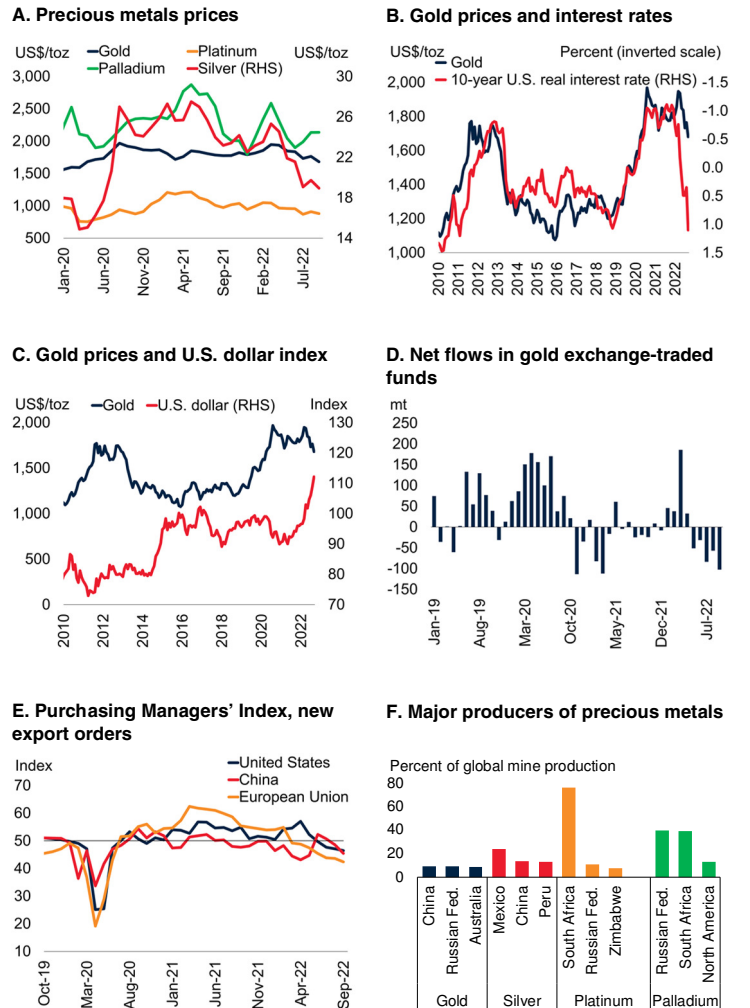 A. Precious metals prices
US$/toz
Gold
Platinum
US$/toz
Palladium
Silver (RHS)
3,000
2,500
2,000
1,500
1,000
500
30
26
22
18
14
Jan-20
Jun-20
Nov-20
Apr-21
Sep-21
Feb-22
Jul-22
B. Gold prices and interest rates
US$/toz
Percent (inverted scale)
Gold
10-year U.S. real interest rate (RHS)
2,000
1,800
1,600
1,400
1,200
1,000
-1.5
-1.0
-0.5
0.0
0.5
1.0
1.5
2010
2011
2012
2013
2014
2015
2016
2017
2018
2019
2020
2021
2022
C. Gold prices and U.S. dollar index
US$/toz
Gold
U.S. dollar (RHS)
Index
2,000
1,500
1,000
500
0
130
120
110
100
90
80
70
2010
2012
2014
2016
2018
2020
2022
D. Net flows in gold exchange-traded
funds
mt
250
200
150
100
50
0
-50
-100
-150
Jan-19
Aug-19
Mar-20
Oct-20
May-21
Dec-21
Jul-22
E. Purchasing Managers’ Index, new
export orders
Index
United States
China
European Union
70
60
50
40
30
20
10
Oct-19
Mar-20
Aug-20
Jan-21
Jun-21
Nov-21
Apr-22
Sep-22
F. Major producers of precious metals
Percent of global mine production
80
60
40
20
0
China
Russian Fed.
Australia
Mexico
China
Peru
South Africa
Russian Fed.
Zimbabwe
Russian Fed.
South Africa
North America
Gold
Silver
Platinum
Palladium